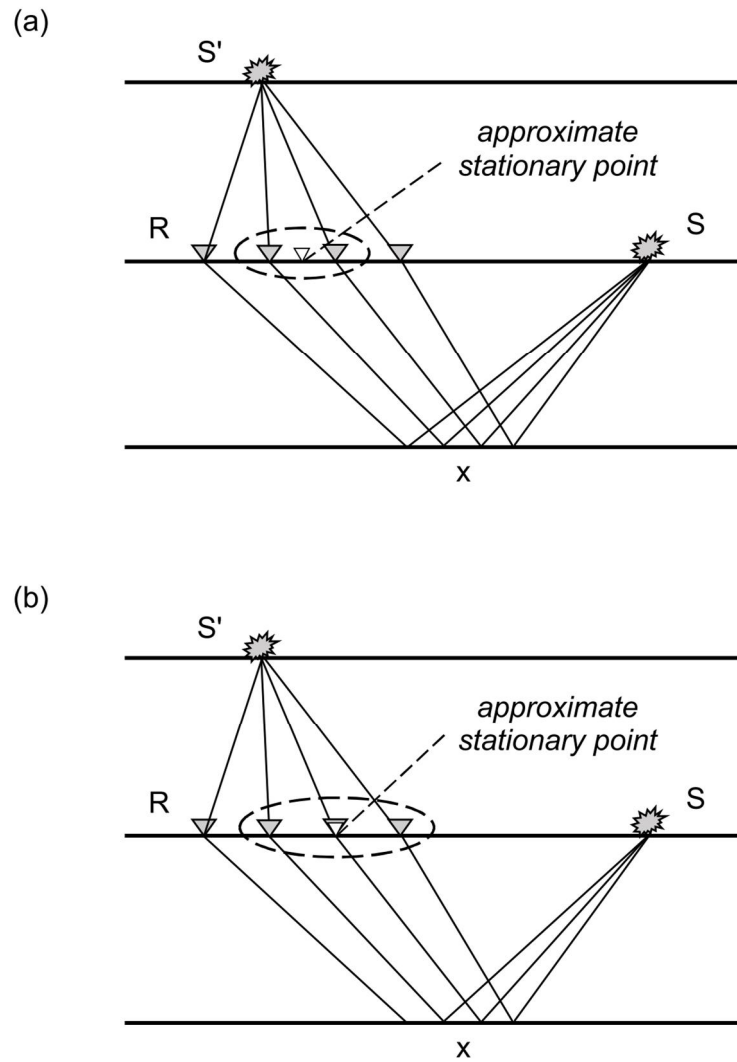 (a)
S'
approximate
stationary point
R
S
x
(b)
S'
approximate
stationary point
R
S
x